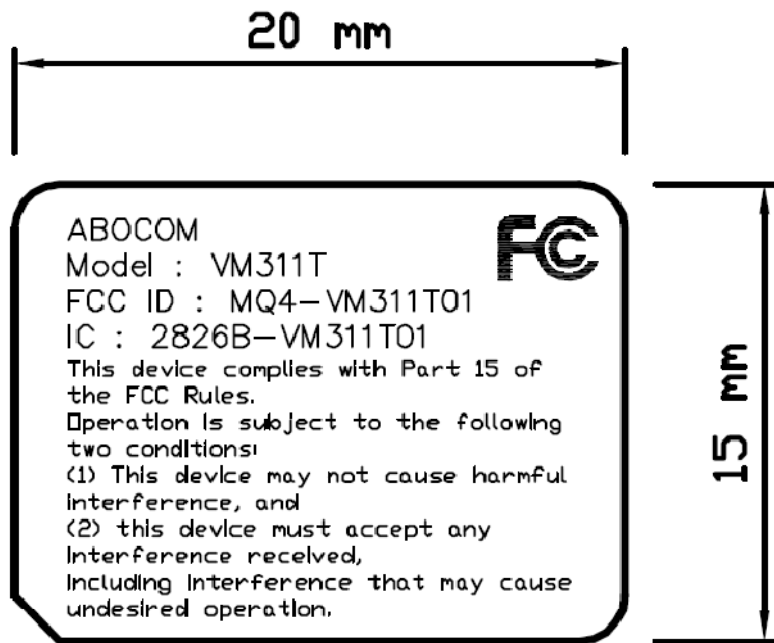 20 mm
ABOCOM
FC
Model : VM311T
FCC ID : MQ4-VM311T01
IC : 2826B-VM311T01
This device complies with Part 15 of
the FCC Rules.
Operation is subject to the following
two conditions:
(1) This device may not cause harmful
interference, and
(2) this device must accept any
interference received,
including interference that may cause
undesired operation.
15 mm